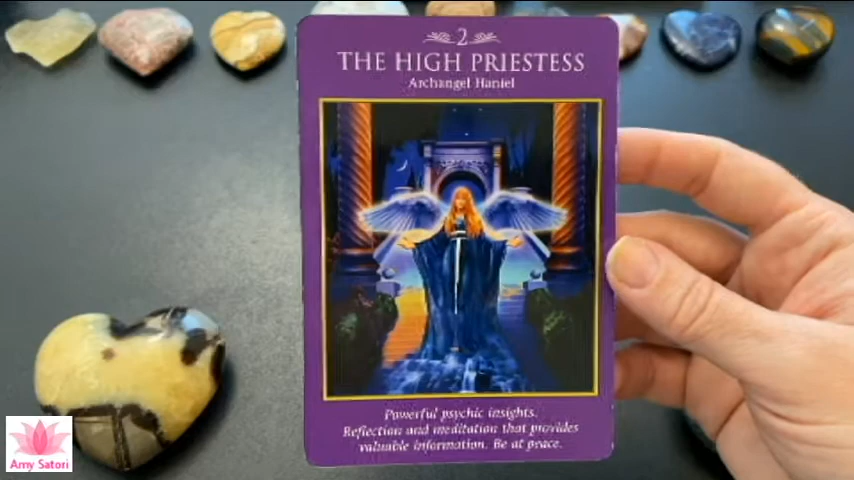 2
THE HIGH PRIESTESS
Archangel Haniel
Powerful psychic insights.
Reflection and meditation that provides
valuable information. Be at peace.
Amy Satori